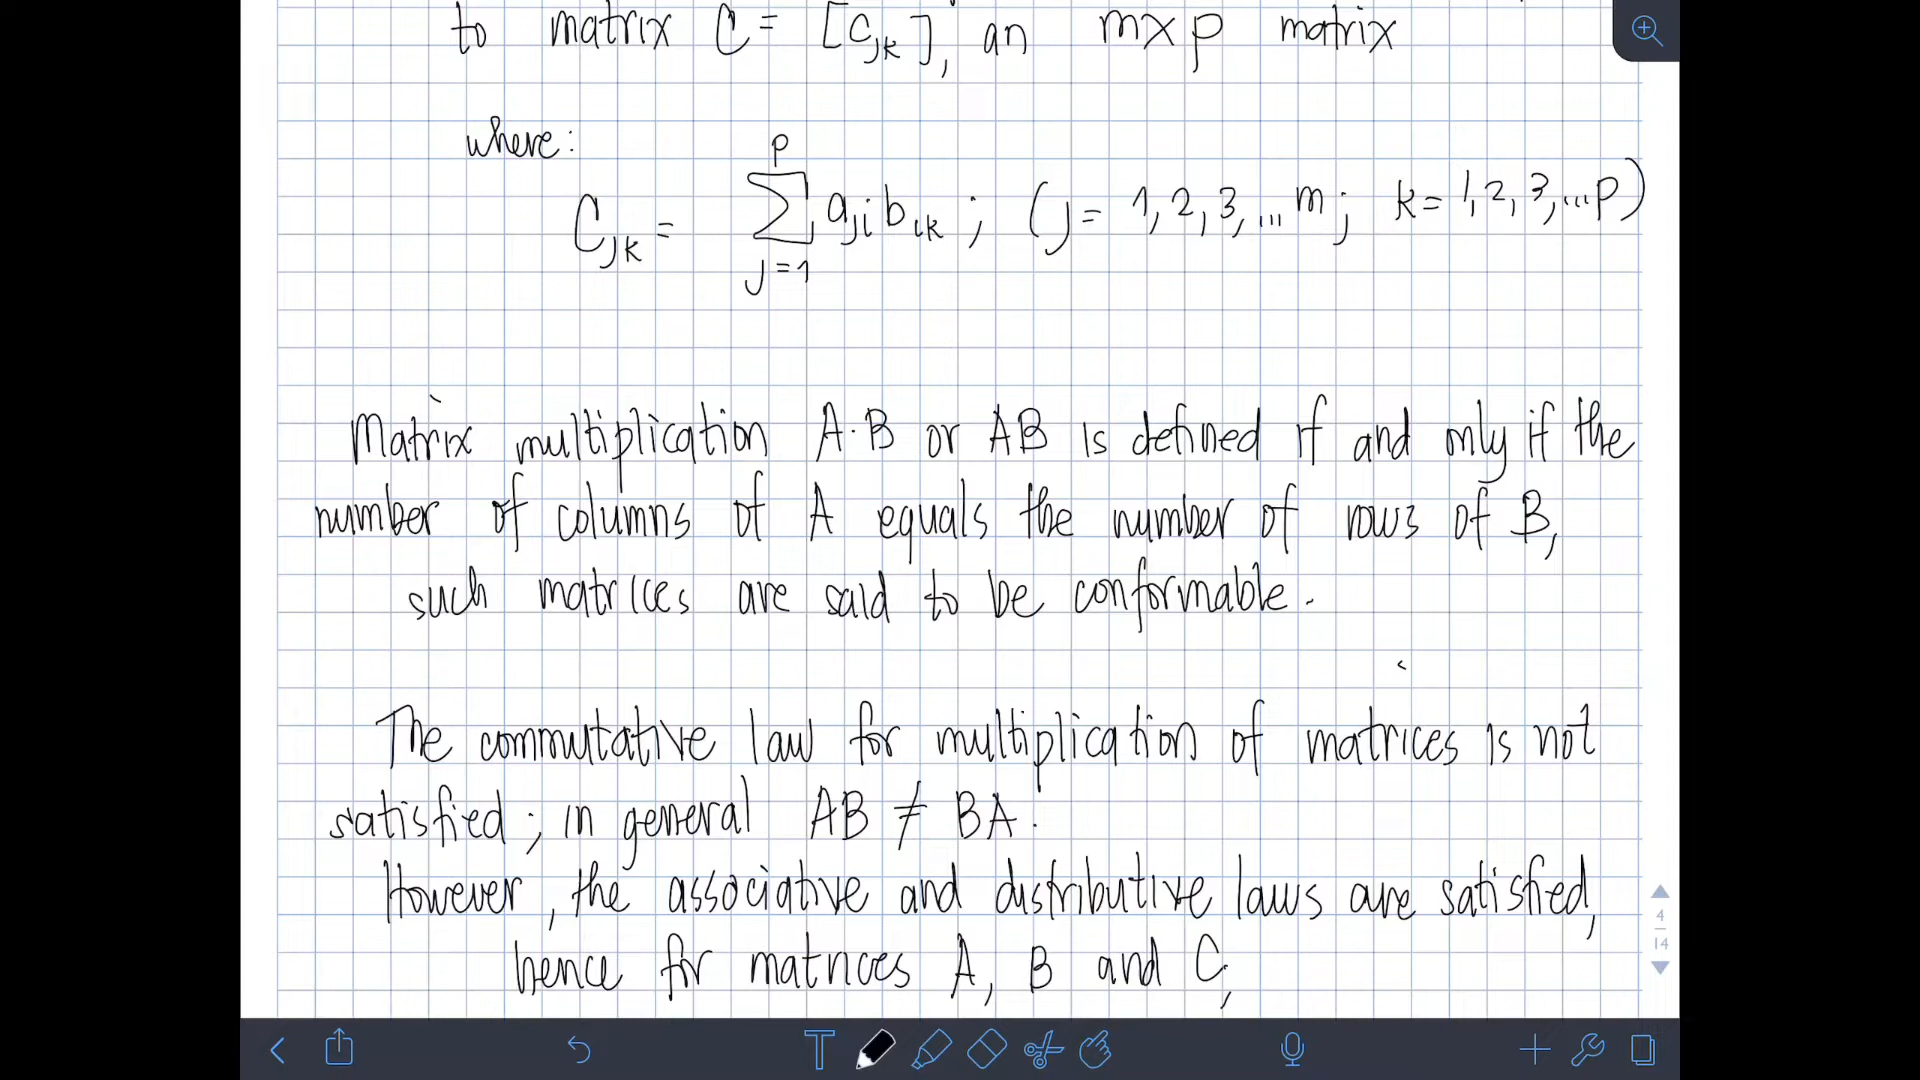 to matrix C = [Cjk], an mxp matrix
where:
p
Cjk = ∑ aji bik ; (j = 1, 2, 3, ... m; k = 1, 2, 3, ... p)
j = 1
Matrix multiplication A·B or AB is defined if and only if the
number of columns of A equals the number of rows of B,
such matrices are said to be conformable.
The commutative law for multiplication of matrices is not
satisfied; in general AB ≠ BA.
However, the associative and distributive laws are satisfied,
hence for matrices A, B and C,
4
14
T